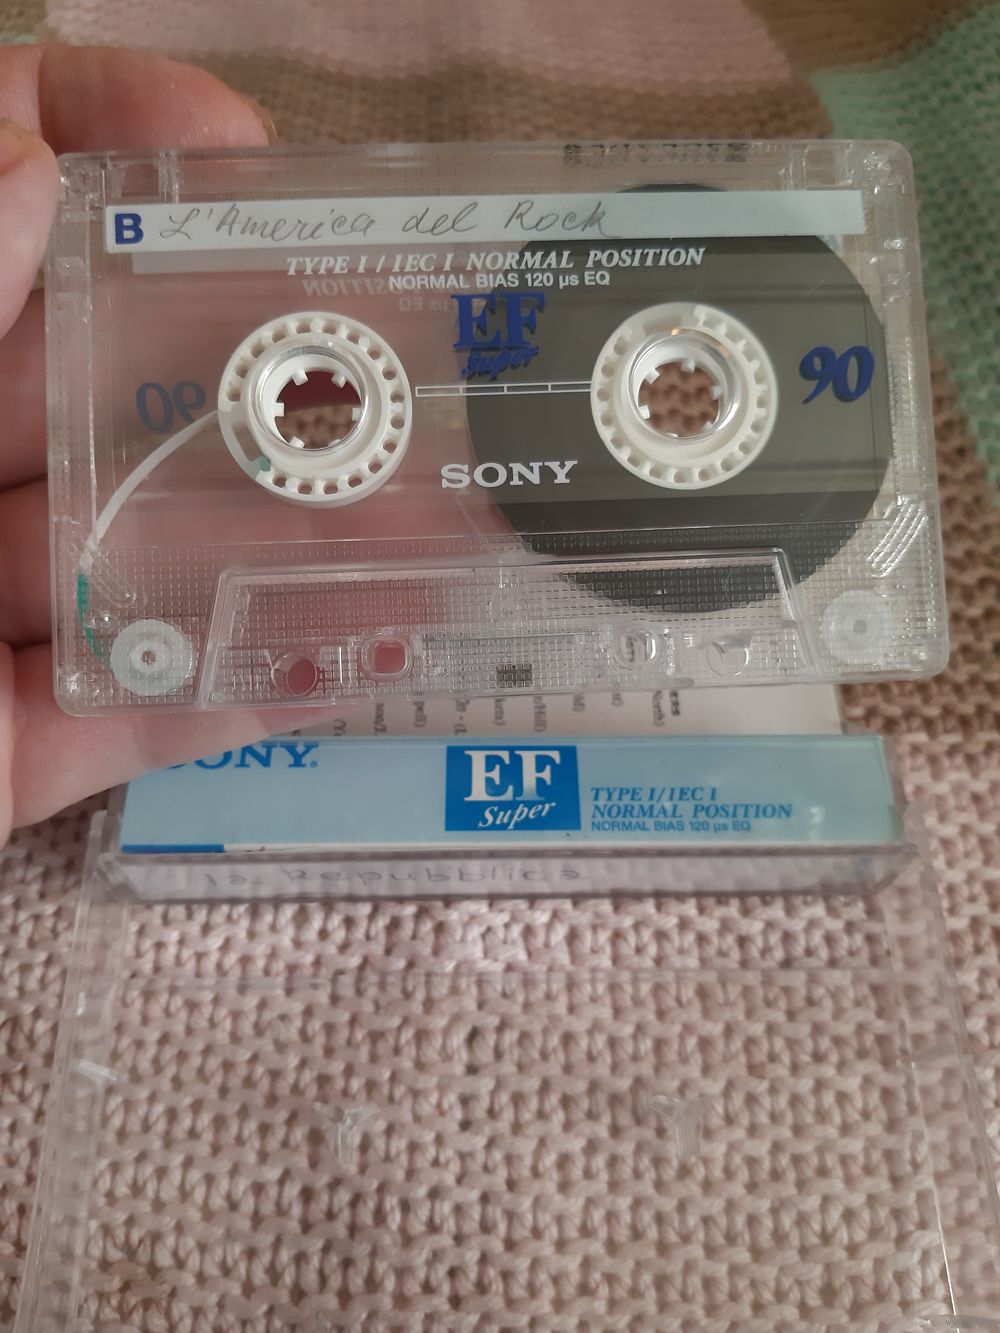 B L'America del Rock
TYPE I / IEC I NORMAL POSITION
NORMAL BIAS 120 µs EQ
EF
Super
90
90
SONY
SONY
EF
Super
TYPE I/IEC I
NORMAL POSITION
NORMAL BIAS 120 µs EQ
la Repubblica